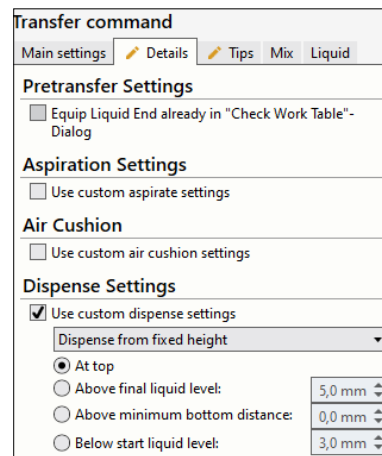 Transfer command
Main settings Details Tips Mix Liquid
Pretransfer Settings
Equip Liquid End already in "Check Work Table"-
Dialog
Aspiration Settings
Use custom aspirate settings
Air Cushion
Use custom air cushion settings
Dispense Settings
Use custom dispense settings
Dispense from fixed height
At top
Above final liquid level: 5,0 mm
Above minimum bottom distance: 0,0 mm
Below start liquid level: 3,0 mm